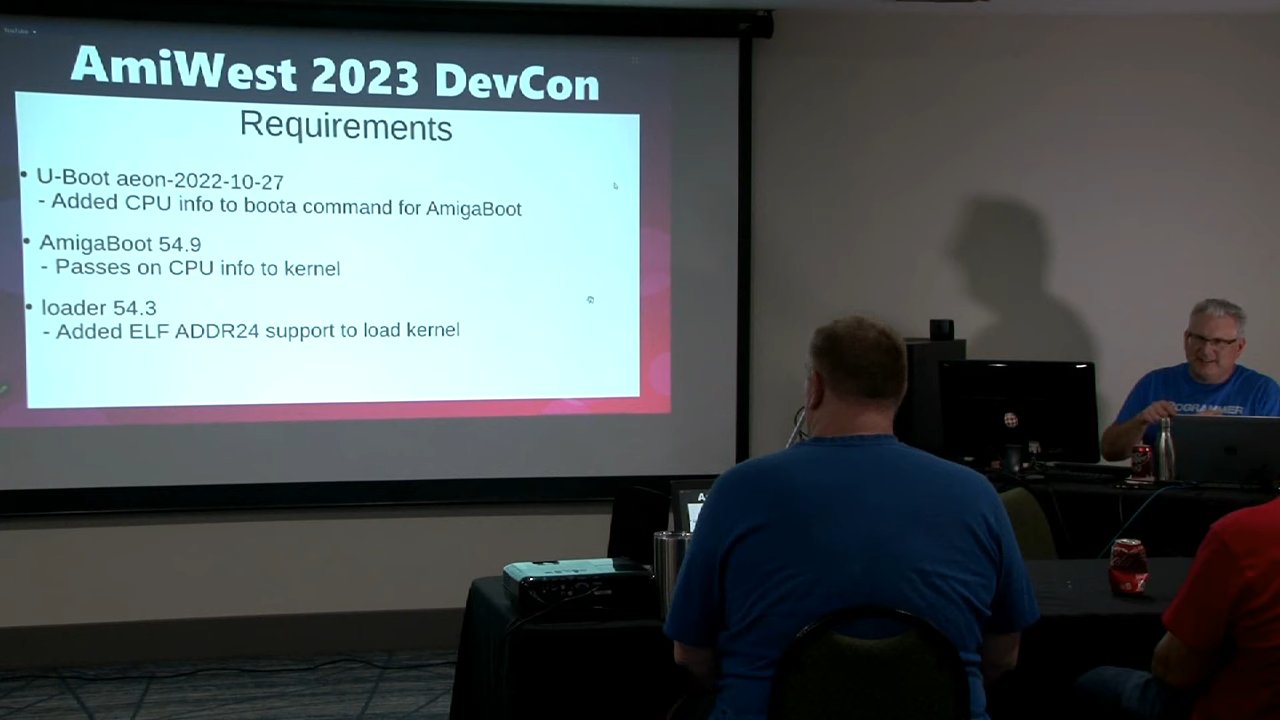 YouTube
AmiWest 2023 DevCon
Requirements
• U-Boot aeon-2022-10-27
- Added CPU info to boota command for AmigaBoot
• AmigaBoot 54.9
- Passes on CPU info to kernel
• loader 54.3
- Added ELF ADDR24 support to load kernel